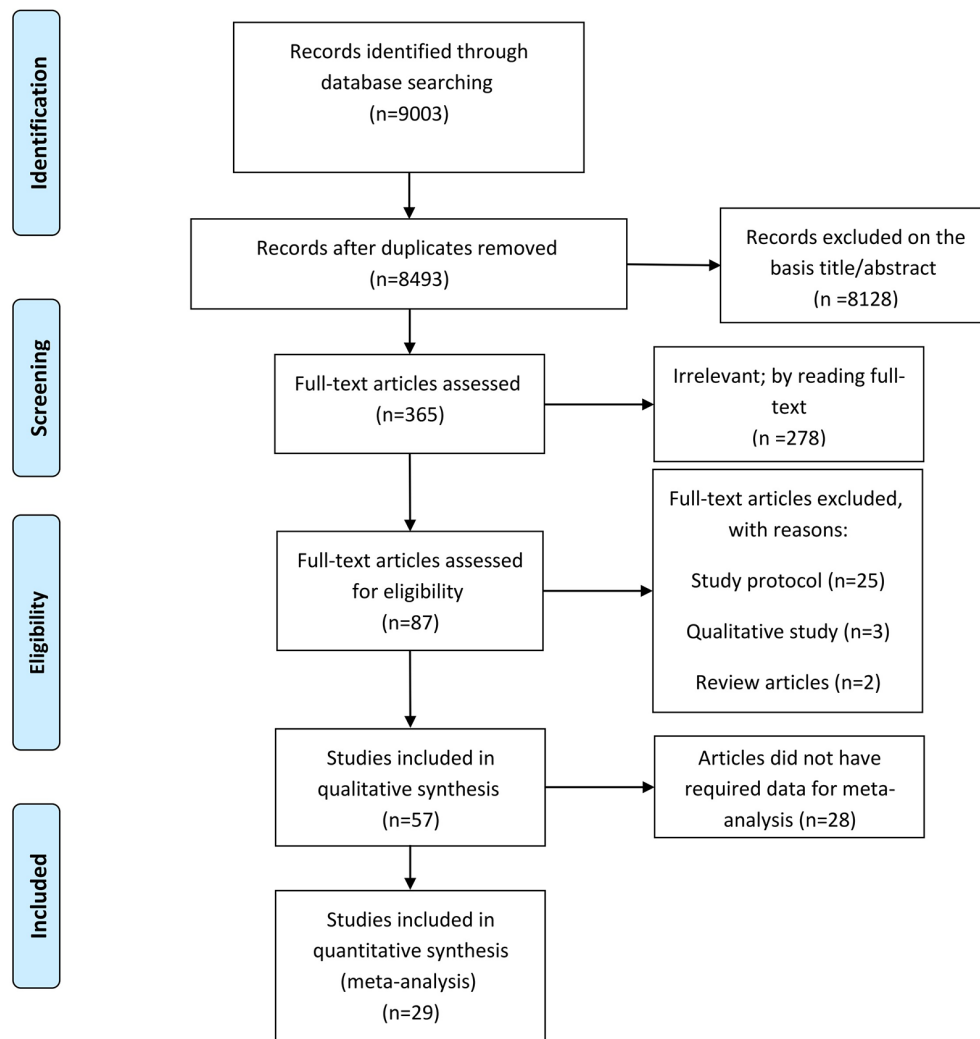 Identification
Records identified through
database searching
(n=9003)
Records after duplicates removed
(n=8493)
Records excluded on the
basis title/abstract
(n =8128)
Screening
Full-text articles assessed
(n=365)
Irrelevant; by reading full-
text
(n =278)
Eligibility
Full-text articles assessed
for eligibility
(n=87)
Full-text articles excluded,
with reasons:
Study protocol (n=25)
Qualitative study (n=3)
Review articles (n=2)
Studies included in
qualitative synthesis
(n=57)
Articles did not have
required data for meta-
analysis (n=28)
Included
Studies included in
quantitative synthesis
(meta-analysis)
(n=29)